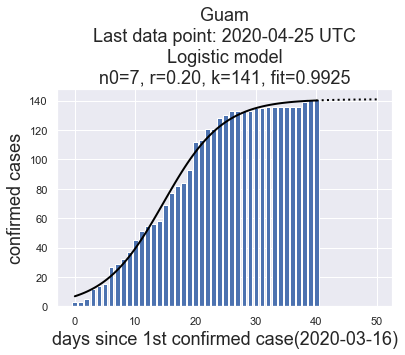 Guam
Last data point: 2020-04-25 UTC
Logistic model
n0=7, r=0.20, k=141, fit=0.9925
140
120
100
80
60
40
20
0
confirmed cases
0 10 20 30 40 50
days since 1st confirmed case(2020-03-16)